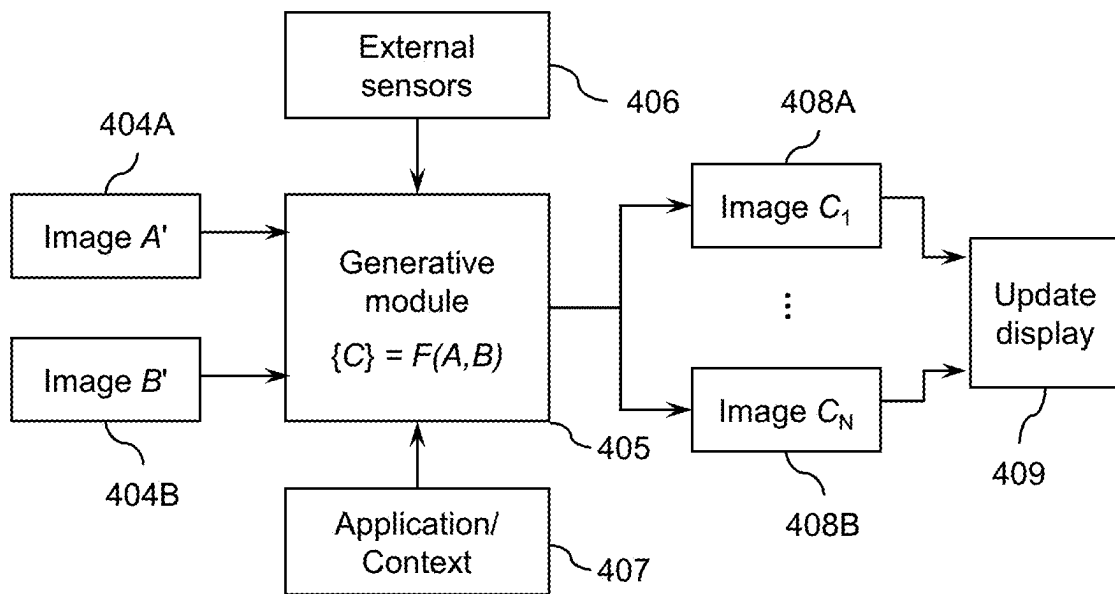 External
sensors
406
404A
408A
Image A'
Generative
module
{C} = F(A,B)
Image C₁
⋮
Update
display
Image B'
Image C_N
405
409
404B
408B
Application/
Context
407